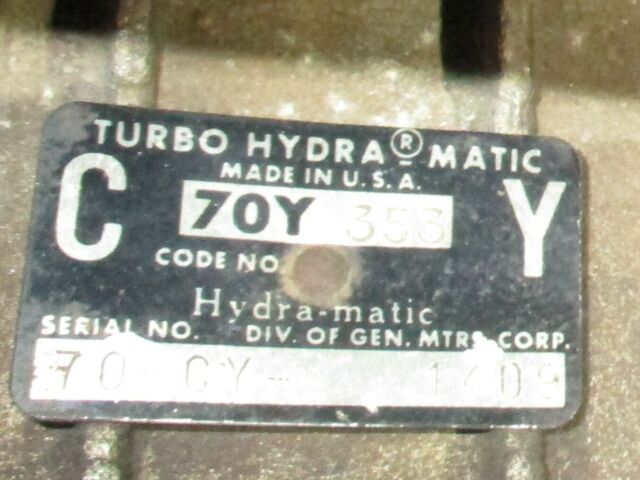 TURBO HYDRA®MATIC
MADE IN U.S.A.
C 70Y 353 Y
CODE NO.
Hydra-matic
SERIAL NO. DIV. OF GEN. MTRS. CORP.
70-CY- 1409